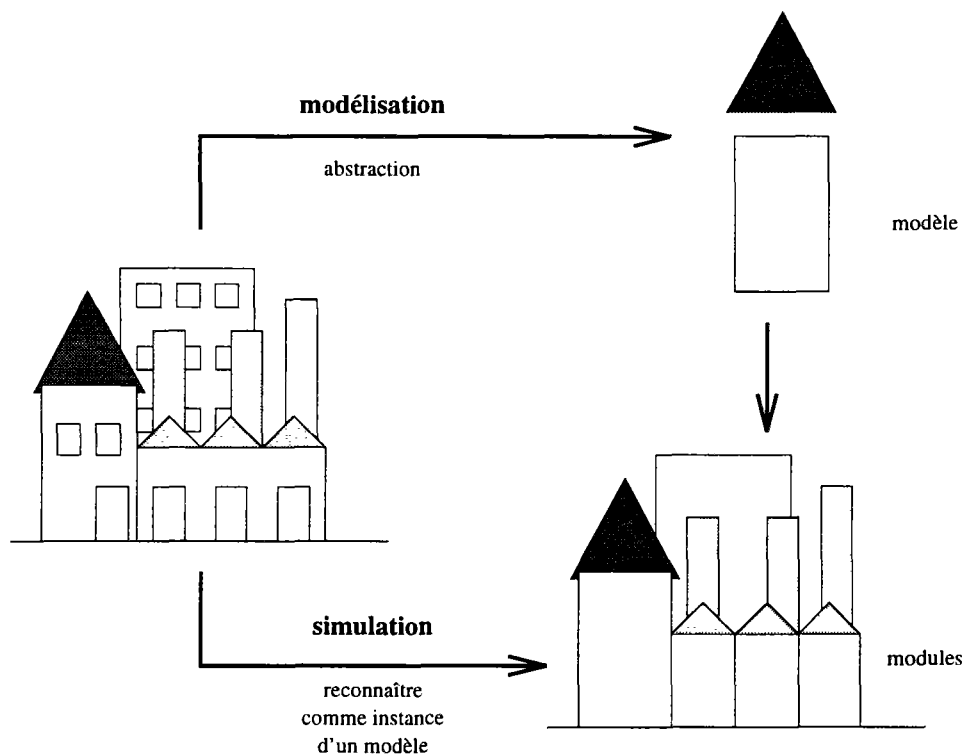 modélisation
abstraction
modèle
simulation
reconnaître
comme instance
d'un modèle
modules